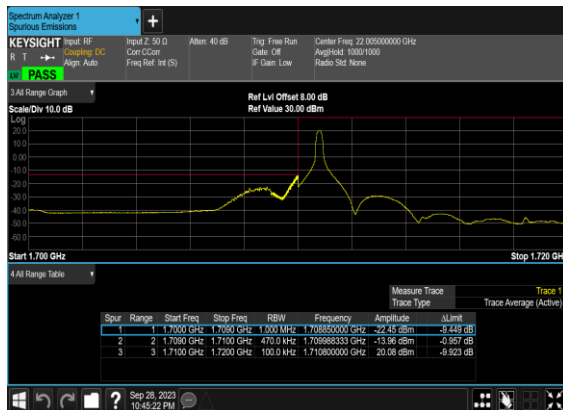 Spectrum Analyzer 1
Spurious Emissions
KEYSIGHT Input: RF Input Z: 50 Ω Atten: 40 dB Trig: Free Run Center Freq: 22.005000000 GHz
R T Coupling: DC Corr CCorr Gate: Off Avg|Hold: 1000/1000
Align: Auto Freq Ref: Int (S) IF Gain: Low Radio Std: None
PASS
3 All Range Graph
Ref Lvl Offset 8.00 dB
Scale/Div 10.0 dB Ref Value 30.00 dBm
Log
20.0
10.0
0.00
-10.0
-20.0
-30.0
-40.0
-50.0
-60.0
Start 1.700 GHz Stop 1.720 GH
4 All Range Table
Measure Trace Trace 1
Trace Type Trace Average (Active)
Spur Range Start Freq Stop Freq RBW Frequency Amplitude ΔLimit
1 1 1.7000 GHz 1.7090 GHz 1.000 MHz 1.708850000 GHz -22.45 dBm -9.449 dB
2 2 1.7090 GHz 1.7100 GHz 470.0 kHz 1.709988333 GHz -13.96 dBm -0.957 dB
3 3 1.7100 GHz 1.7200 GHz 100.0 kHz 1.710800000 GHz 20.08 dBm -9.923 dB
? Sep 28, 2023
10:45:22 PM